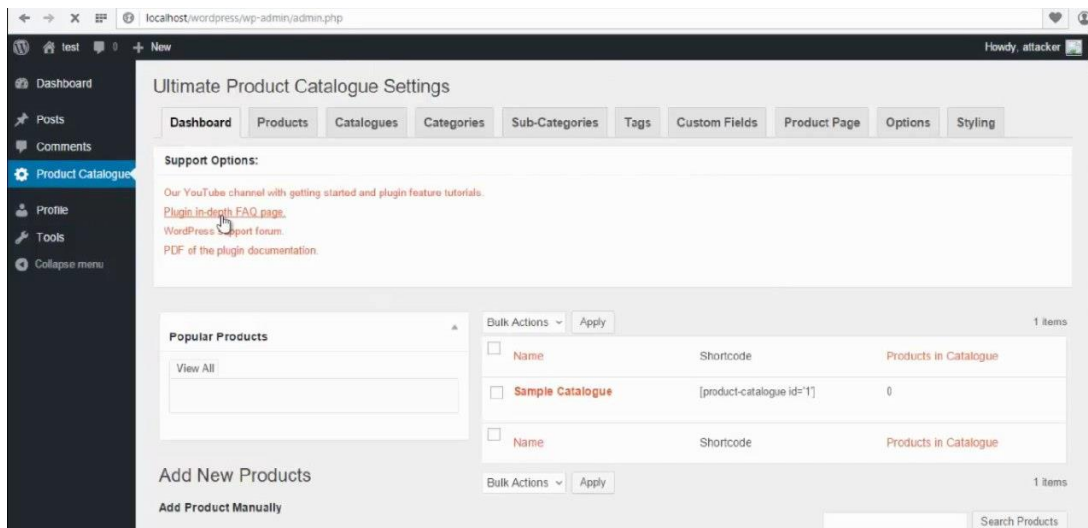 localhost/wordpress/wp-admin/admin.php
test 0 + New Howdy, attacker
Dashboard
Posts
Comments
Product Catalogue
Profile
Tools
Collapse menu
Ultimate Product Catalogue Settings
Dashboard Products Catalogues Categories Sub-Categories Tags Custom Fields Product Page Options Styling
Support Options:
Our YouTube channel with getting started and plugin feature tutorials.
Plugin in-depth FAQ page.
WordPress support forum.
PDF of the plugin documentation.
Popular Products
View All
Bulk Actions Apply 1 items
Name Shortcode Products in Catalogue
Sample Catalogue [product-catalogue id='1'] 0
Name Shortcode Products in Catalogue
Bulk Actions Apply 1 items
Add New Products
Add Product Manually
Search Products